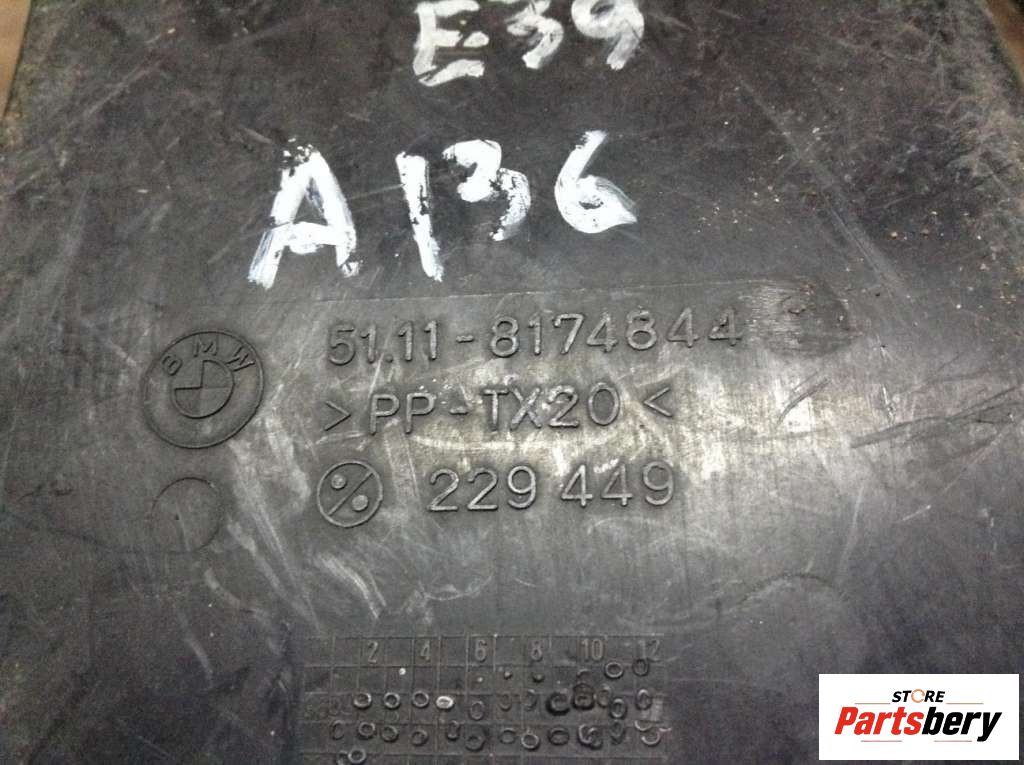 E39
A136
BMW
51.11-8174844
>PP-TX20<
229 449
2 4 6 8 10 12
STORE
Partsbery